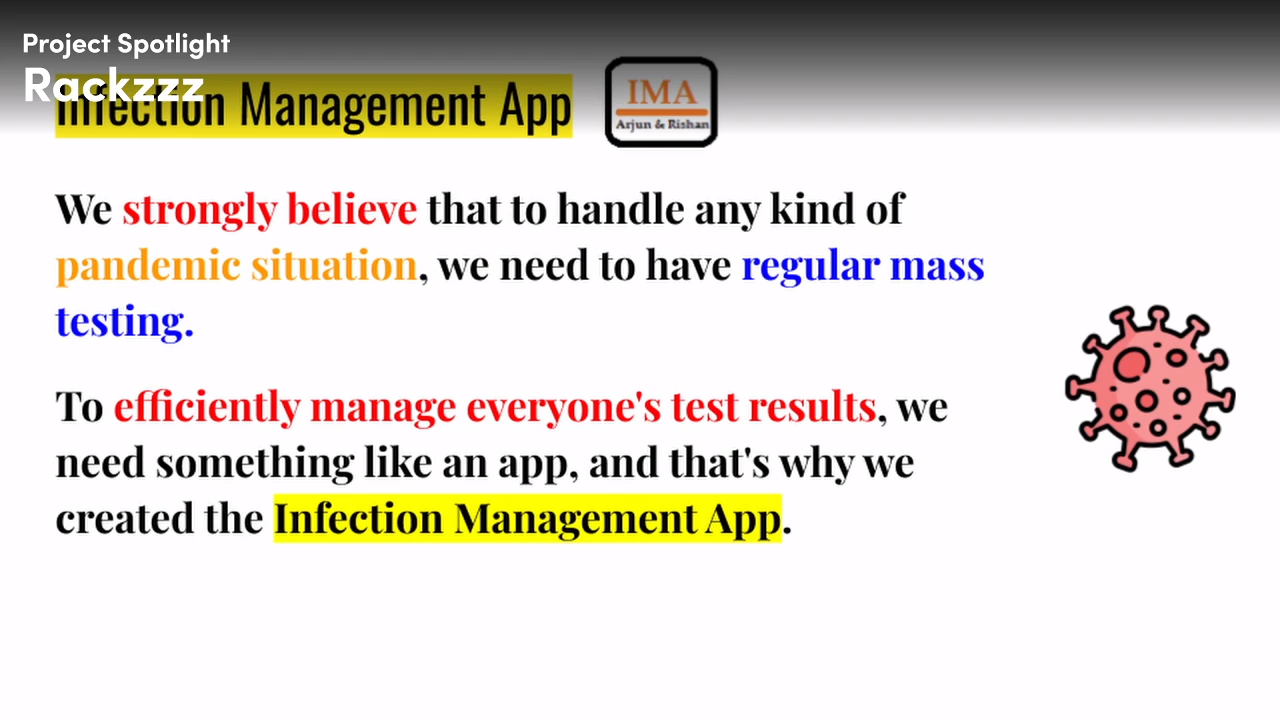 Project Spotlight
Rackzzz
Infection Management App
IMA
Arjun & Rishan
We strongly believe that to handle any kind of
pandemic situation, we need to have regular mass
testing.
To efficiently manage everyone's test results, we
need something like an app, and that's why we
created the Infection Management App.